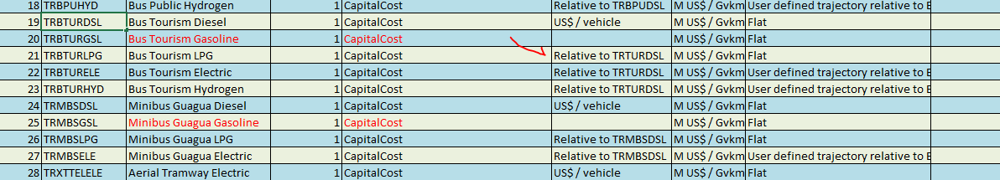 18 TRBPUHYD Bus Public Hydrogen 1 CapitalCost Relative to TRBPUDSL M US$ / Gvkm User defined trajectory relative to B
19 TRBTURDSL Bus Tourism Diesel 1 CapitalCost US$ / vehicle M US$ / Gvkm Flat
20 TRBTURGSL Bus Tourism Gasoline 1 CapitalCost M US$ / Gvkm Flat
21 TRBTURLPG Bus Tourism LPG 1 CapitalCost Relative to TRTURDSL M US$ / Gvkm Flat
22 TRBTURELE Bus Tourism Electric 1 CapitalCost Relative to TRTURDSL M US$ / Gvkm User defined trajectory relative to B
23 TRBTURHYD Bus Tourism Hydrogen 1 CapitalCost Relative to TRTURDSL M US$ / Gvkm User defined trajectory relative to B
24 TRMBSDSL Minibus Guagua Diesel 1 CapitalCost US$ / vehicle M US$ / Gvkm Flat
25 TRMBSGSL Minibus Guagua Gasoline 1 CapitalCost M US$ / Gvkm Flat
26 TRMBSLPG Minibus Guagua LPG 1 CapitalCost Relative to TRMBSDSL M US$ / Gvkm Flat
27 TRMBSELE Minibus Guagua Electric 1 CapitalCost Relative to TRMBSDSL M US$ / Gvkm User defined trajectory relative to B
28 TRXTTELELE Aerial Tramway Electric 1 CapitalCost US$ / vehicle M US$ / Gvkm Flat